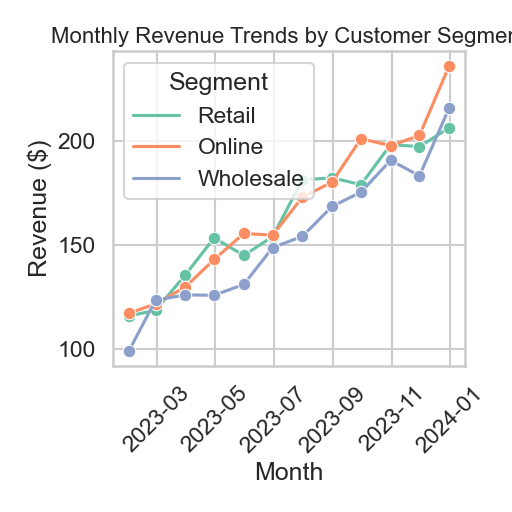 Monthly Revenue Trends by Customer Segmen
Segment
Retail
Online
Wholesale
Revenue ($)
200
150
100
2023-03
2023-05
2023-07
2023-09
2023-11
2024-01
Month